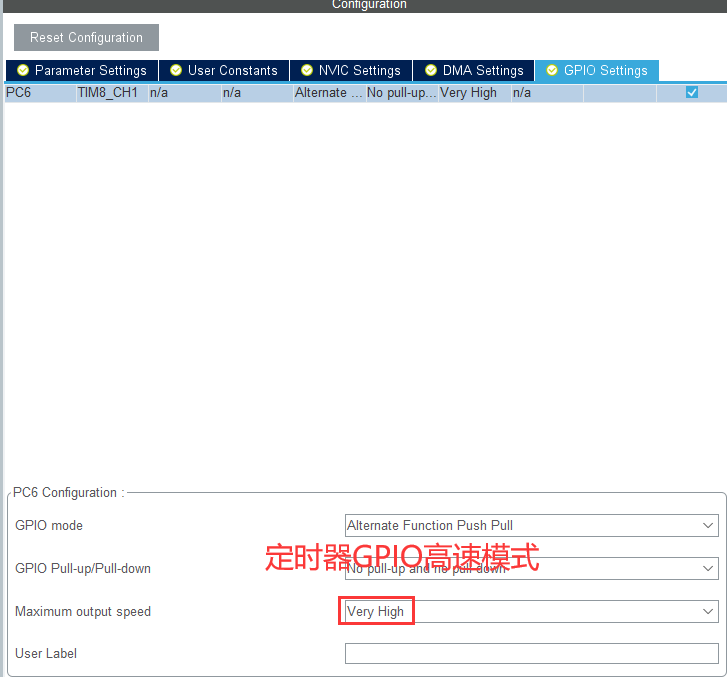 Configuration
Reset Configuration
Parameter Settings User Constants NVIC Settings DMA Settings GPIO Settings
PC6 TIM8_CH1 n/a n/a Alternate ... No pull-up... Very High n/a
PC6 Configuration :
GPIO mode Alternate Function Push Pull
定时器GPIO高速模式
GPIO Pull-up/Pull-down No pull-up and no pull-down
Maximum output speed Very High
User Label